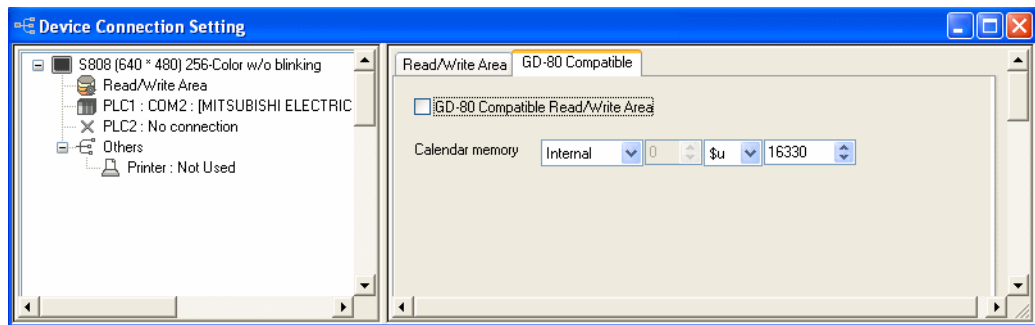 Device Connection Setting
S808 (640 * 480) 256-Color w/o blinking
Read/Write Area
PLC1 : COM2 : [MITSUBISHI ELECTRIC
PLC2 : No connection
Others
Printer : Not Used
Read/Write Area GD-80 Compatible
GD-80 Compatible Read/Write Area
Calendar memory Internal 0 $u 16330